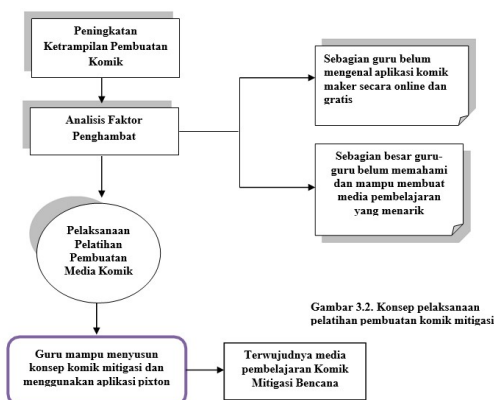 Peningkatan
Ketrampilan Pembuatan
Komik
Sebagian guru belum
mengenal aplikasi komik
maker secara online dan
gratis
Analisis Faktor
Penghambat
Sebagian besar guru-
guru belum memahami
dan mampu membuat
media pembelajaran
yang menarik
Pelaksanaan
Pelatihan
Pembuatan
Media Komik
Gambar 3.2. Konsep pelaksanaan
pelatihan pembuatan komik mitigasi
Guru mampu menyusun
konsep komik mitigasi dan
menggunakan aplikasi pixton
Terwujudnya media
pembelajaran Komik
Mitigasi Bencana